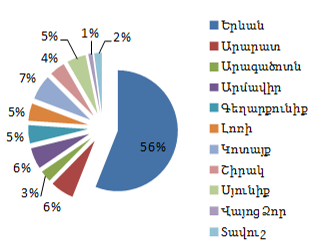 5%
1%
2%
4%
7%
5%
5%
6%
3%
6%
56%
Երևան
Արարատ
Արագածոտն
Արմավիր
Գեղարքունիք
Լոռի
Կոտայք
Շիրակ
Սյունիք
Վայոց Ձոր
Տավուշ